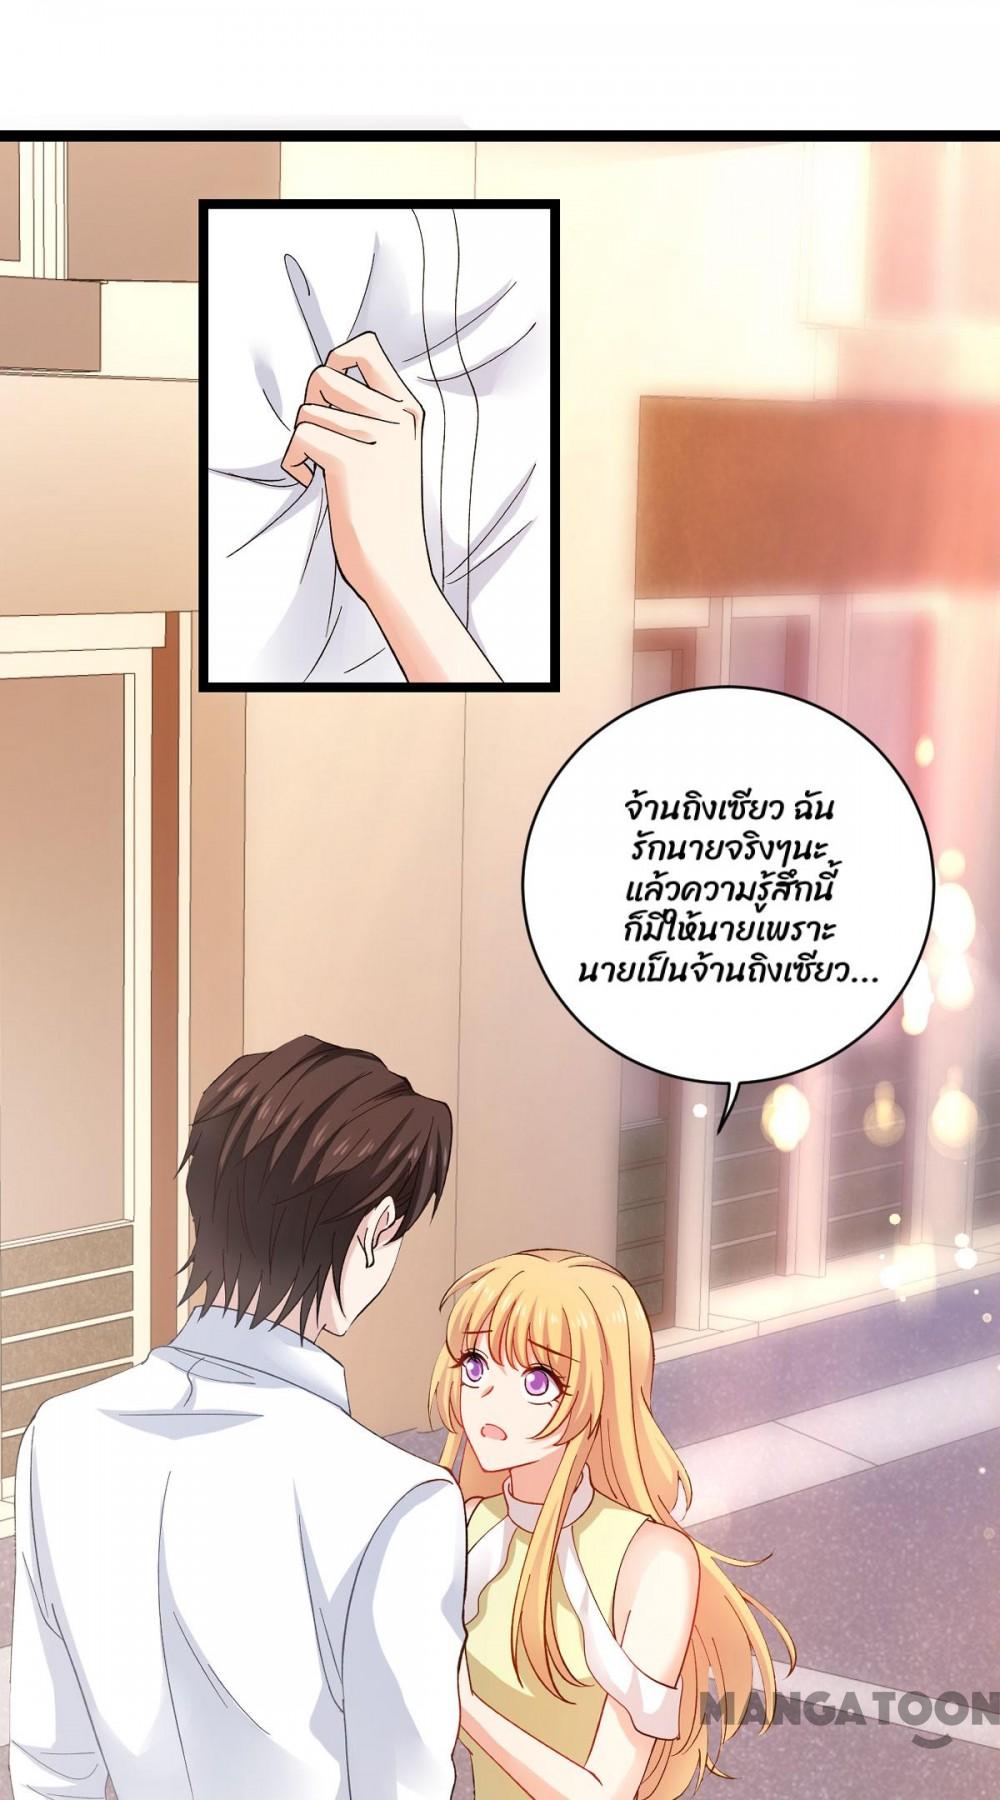 จ้านถิงเซียว ฉัน
รักนายจริงๆนะ
แล้วความรู้สึกนี้
ก็มีให้นายเพราะ
นายเป็นจ้านถิงเซียว...
MANGATOON